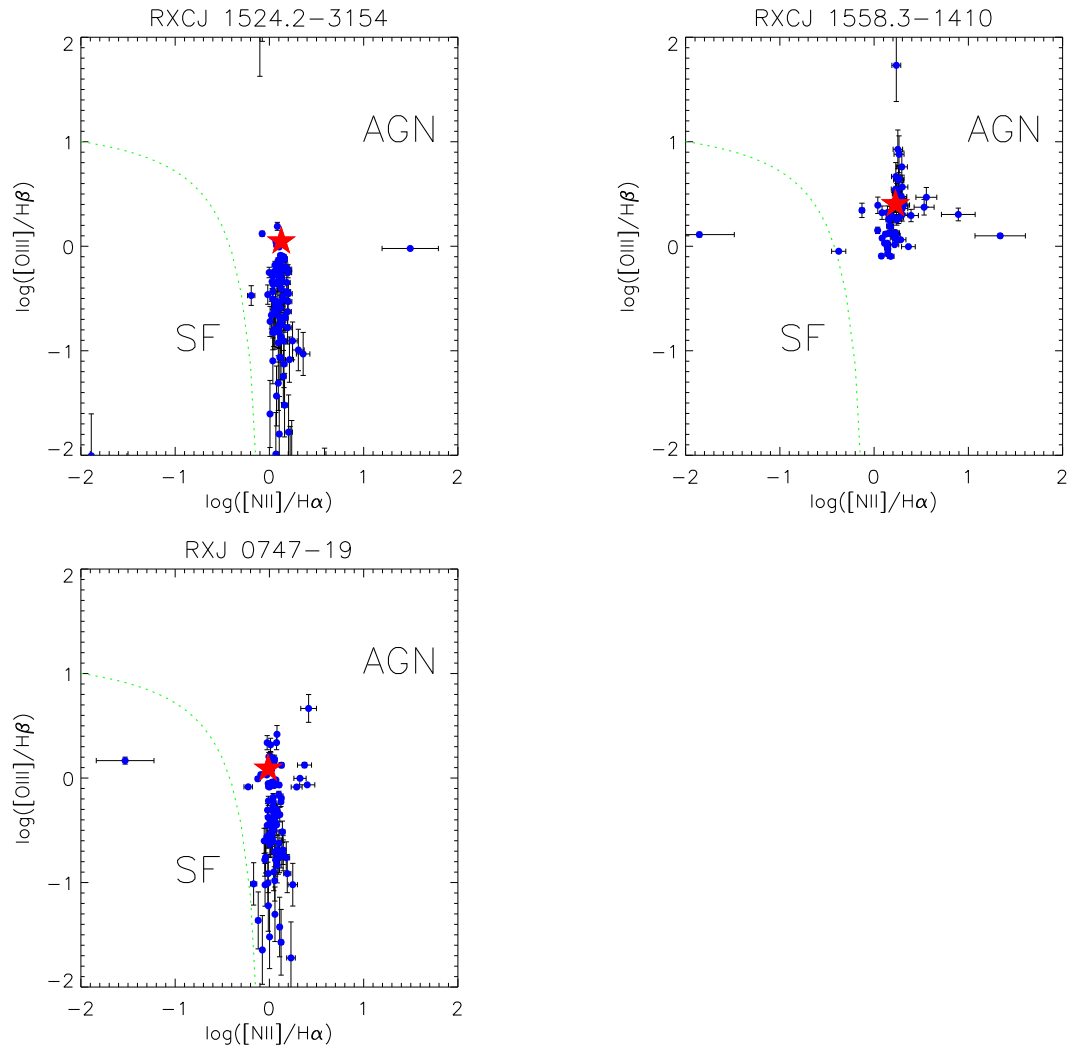 RXCJ 1524.2−3154
RXCJ 1558.3−1410
2
1
0
−1
−2
log([OIII]/Hβ)
AGN
SF
−2 −1 0 1 2
log([NII]/Hα)
2
1
0
−1
−2
log([OIII]/Hβ)
AGN
SF
−2 −1 0 1 2
log([NII]/Hα)
RXJ 0747−19
2
1
0
−1
−2
log([OIII]/Hβ)
AGN
SF
−2 −1 0 1 2
log([NII]/Hα)